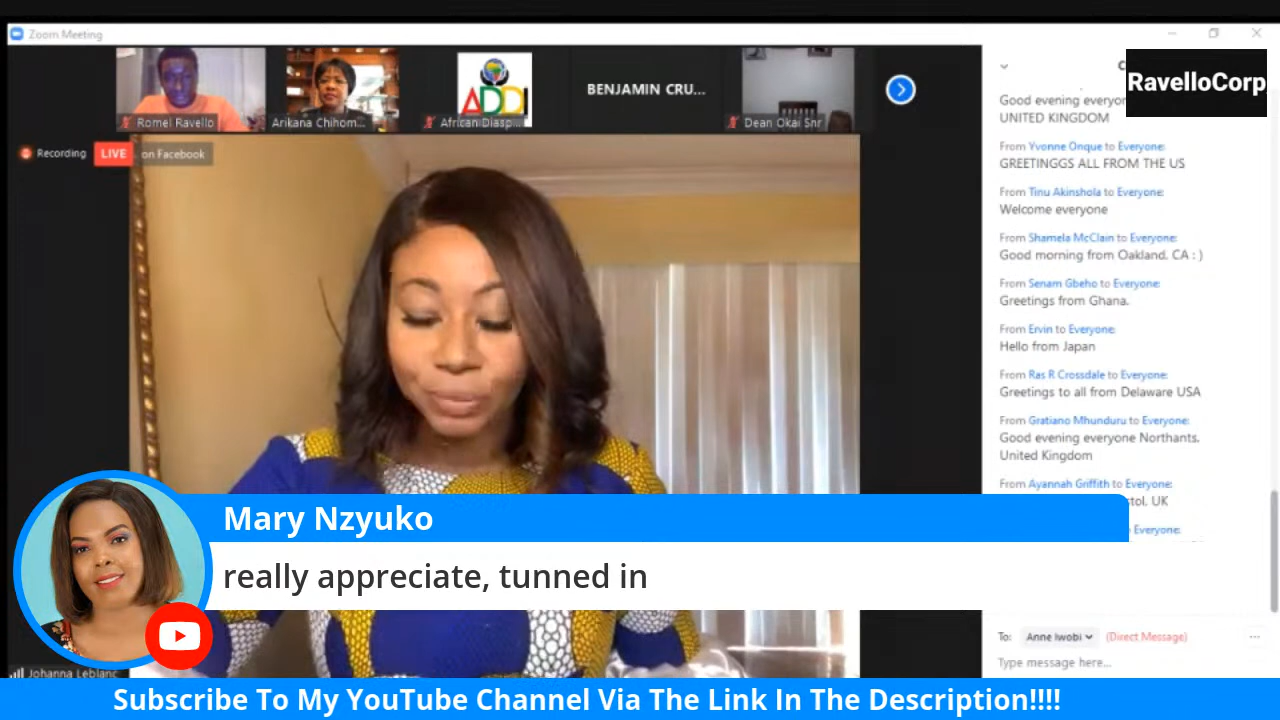 Zoom Meeting
Romel Ravello
Arikana Chihom...
African Diasp...
ADDI
BENJAMIN CRU...
Dean Okai Snr
RavelloCorp
Recording
LIVE
on Facebook
Good evening everyon
UNITED KINGDOM
From Yvonne Onque to Everyone:
GREETINGGS ALL FROM THE US
From Tinu Akinshola to Everyone:
Welcome everyone
From Shamela McClain to Everyone:
Good morning from Oakland. CA : )
From Senam Gbeho to Everyone:
Greetings from Ghana.
From Ervin to Everyone:
Hello from Japan
From Ras R Crossdale to Everyone:
Greetings to all from Delaware USA
From Gratiano Mhunduru to Everyone:
Good evening everyone Northants.
United Kingdom
From Ayannah Griffith to Everyone:
stol. UK
Everyone:
Mary Nzyuko
really appreciate, tunned in
To: Anne Iwobi (Direct Message) ...
Type message here...
Johanna Leblanc
Subscribe To My YouTube Channel Via The Link In The Description!!!!